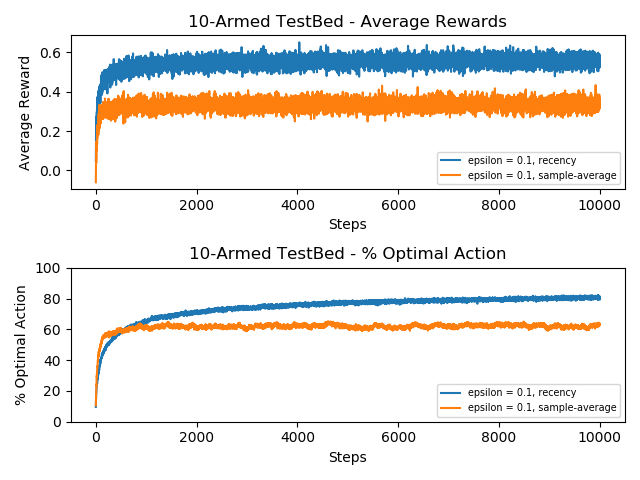 10-Armed TestBed - Average Rewards
Average Reward
0.6
0.4
0.2
0.0
epsilon = 0.1, recency
epsilon = 0.1, sample-average
0 2000 4000 6000 8000 10000
Steps
10-Armed TestBed - % Optimal Action
% Optimal Action
100
80
60
40
20
0
epsilon = 0.1, recency
epsilon = 0.1, sample-average
0 2000 4000 6000 8000 10000
Steps